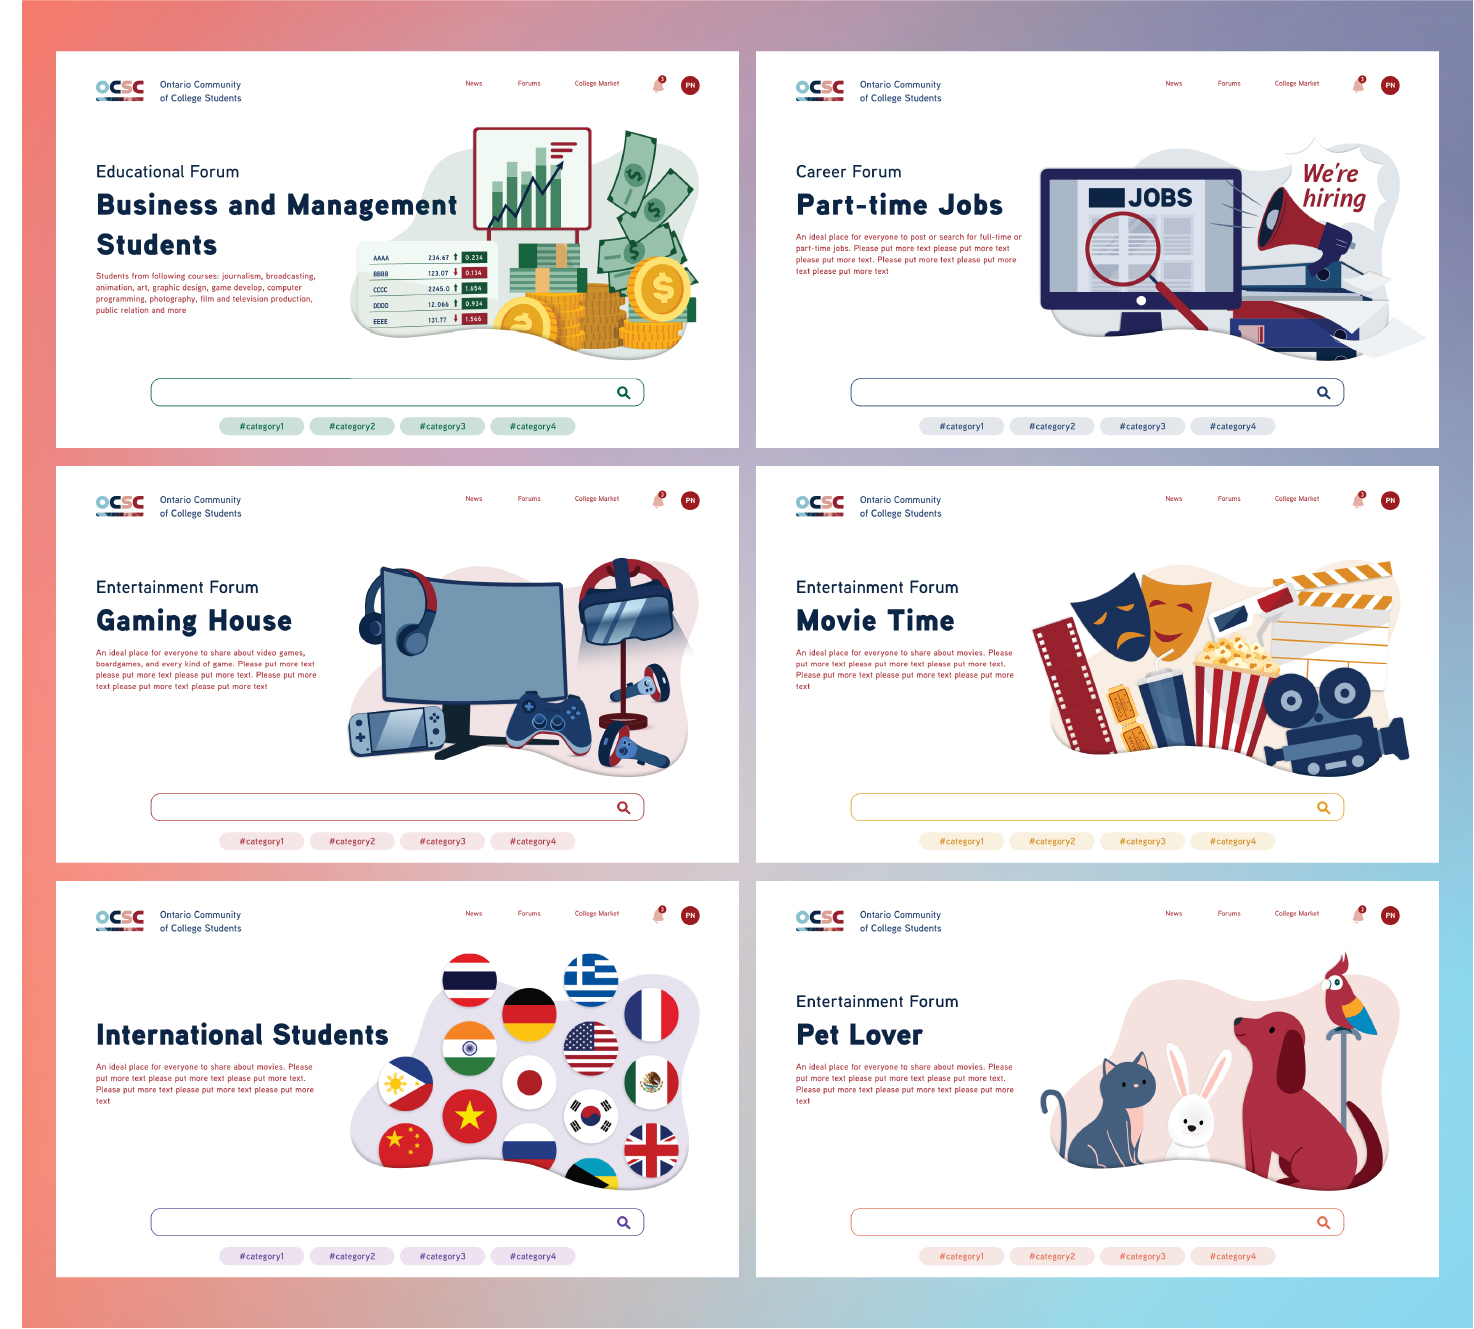 OCSC
Ontario Community
of College Students
News
Forums
College Market
3
PN
Educational Forum
Business and Management
Students
Students from following courses: journalism, broadcasting,
animation, art, graphic design, game develop, computer
programming, photography, film and television production,
public relation and more
AAAA 234.67 0.234
BBBB 123.07 0.134
CCCC 2245.0 1.654
DDDD 12.066 0.934
EEEE 131.77 1.566
$
$
$
$
$
#category1
#category2
#category3
#category4
OCSC
Ontario Community
of College Students
News
Forums
College Market
3
PN
Career Forum
Part-time Jobs
An ideal place for everyone to post or search for full-time or
part-time jobs. Please put more text please put more text
please put more text. Please put more text please put more
text please put more text
JOBS
We're
hiring
#category1
#category2
#category3
#category4
OCSC
Ontario Community
of College Students
News
Forums
College Market
3
PN
Entertainment Forum
Gaming House
An ideal place for everyone to share about video games,
boardgames, and every kind of game. Please put more text
please put more text please put more text. Please put more
text please put more text please put more text
#category1
#category2
#category3
#category4
OCSC
Ontario Community
of College Students
News
Forums
College Market
3
PN
Entertainment Forum
Movie Time
An ideal place for everyone to share about movies. Please
put more text please put more text please put more text.
Please put more text please put more text please put more
text
#category1
#category2
#category3
#category4
OCSC
Ontario Community
of College Students
News
Forums
College Market
3
PN
International Students
An ideal place for everyone to share about movies. Please
put more text please put more text please put more text.
Please put more text please put more text please put more
text
#category1
#category2
#category3
#category4
OCSC
Ontario Community
of College Students
News
Forums
College Market
3
PN
Entertainment Forum
Pet Lover
An ideal place for everyone to share about movies. Please
put more text please put more text please put more text.
Please put more text please put more text please put more
text
#category1
#category2
#category3
#category4